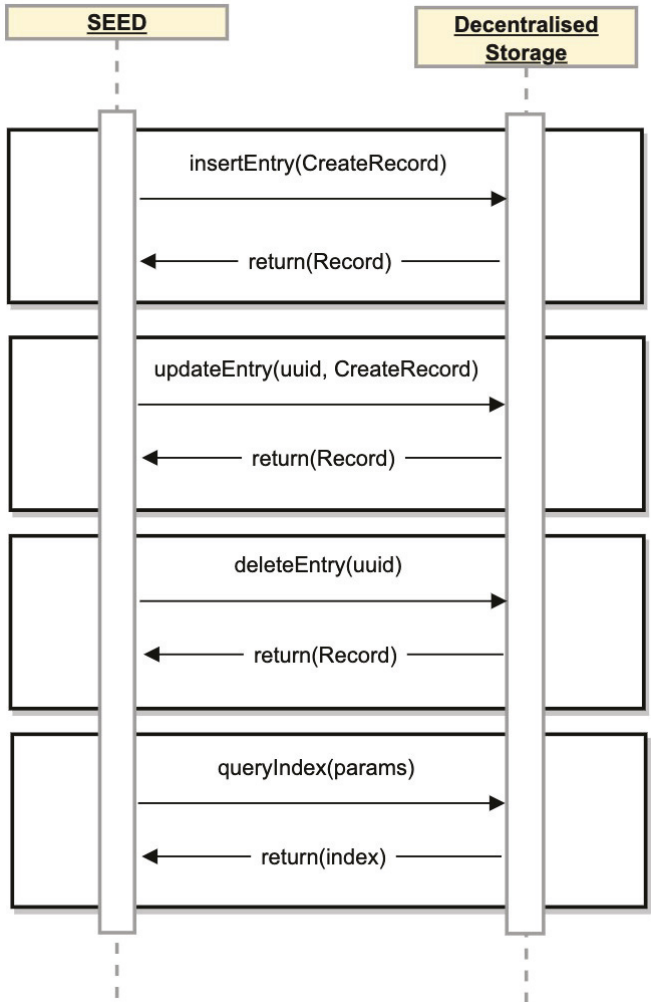 SEED
Decentralised
Storage
insertEntry(CreateRecord)
return(Record)
updateEntry(uuid, CreateRecord)
return(Record)
deleteEntry(uuid)
return(Record)
queryIndex(params)
return(index)